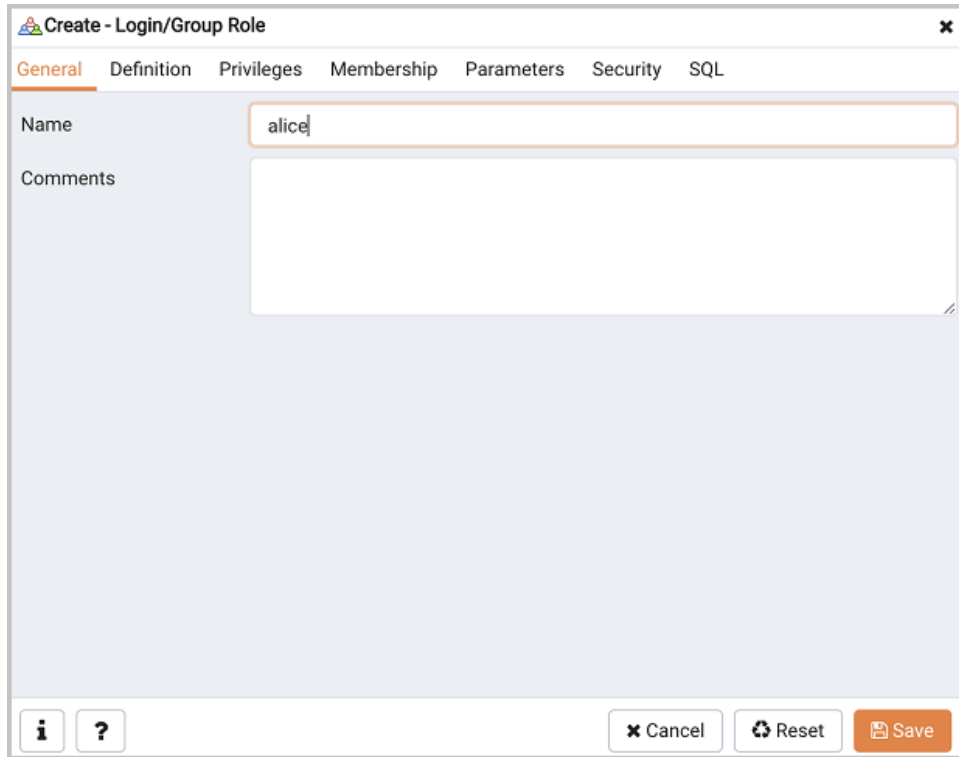 Create - Login/Group Role
General Definition Privileges Membership Parameters Security SQL
Name alice
Comments
i ? Cancel Reset Save